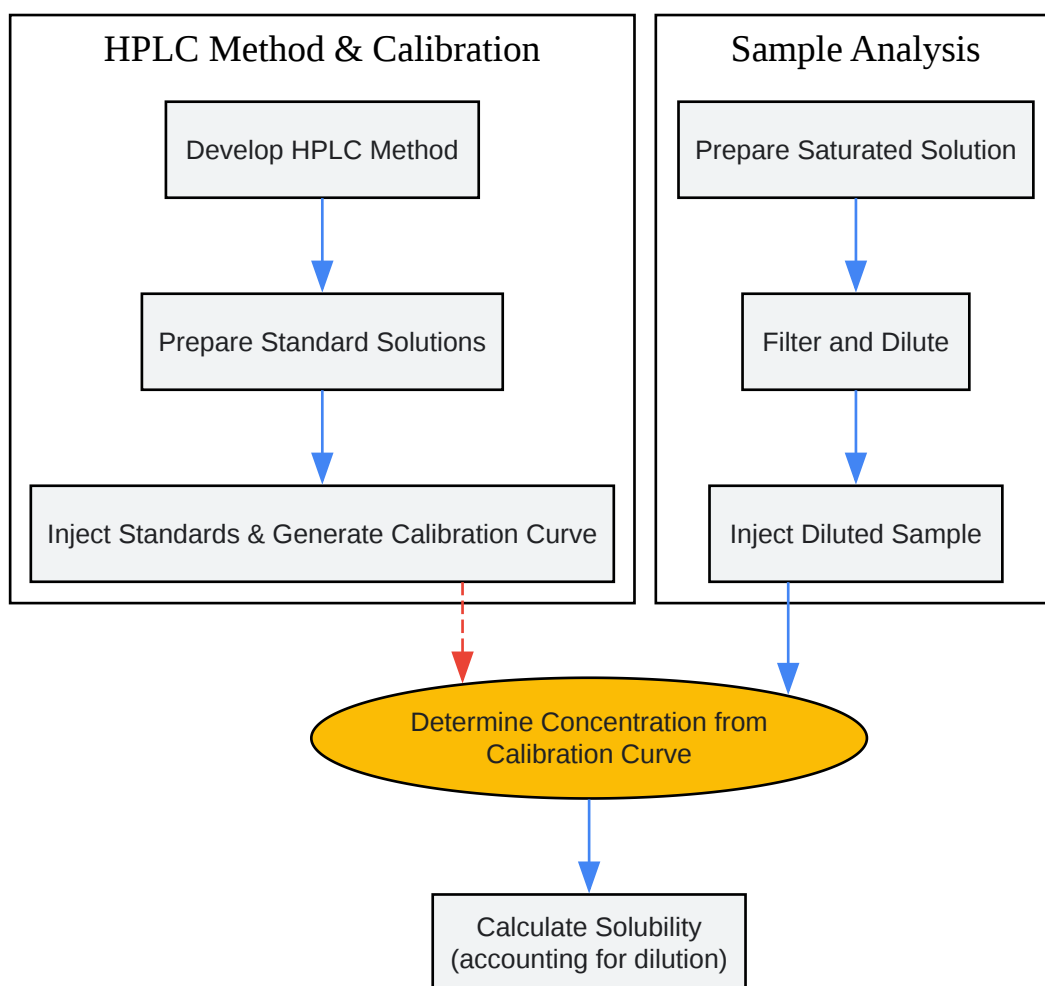 HPLC Method & Calibration
Develop HPLC Method
Prepare Standard Solutions
Inject Standards & Generate Calibration Curve
Sample Analysis
Prepare Saturated Solution
Filter and Dilute
Inject Diluted Sample
Determine Concentration from
Calibration Curve
Calculate Solubility
(accounting for dilution)